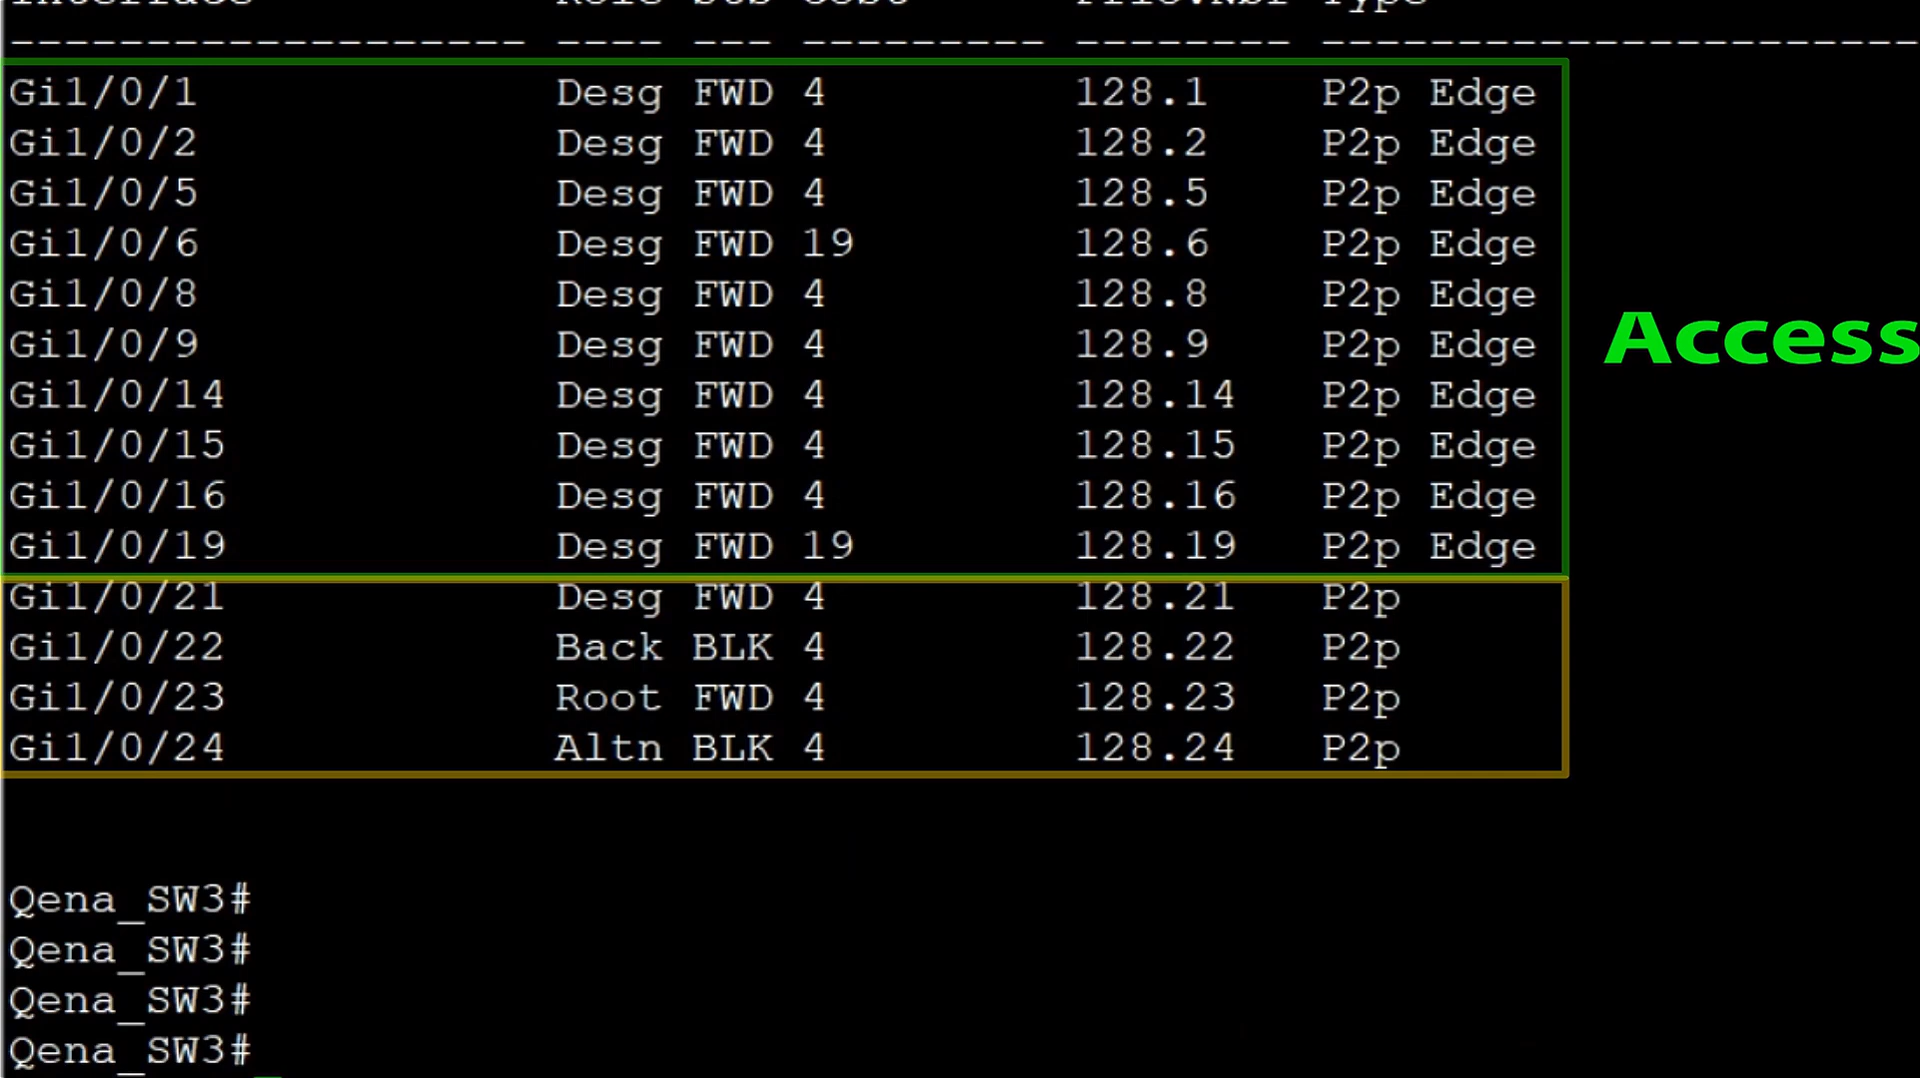 Interface Role Sts Cost Prio.Nbr Type
------------------- ---- --- --------- -------- ----------------------
Gi1/0/1 Desg FWD 4 128.1 P2p Edge
Gi1/0/2 Desg FWD 4 128.2 P2p Edge
Gi1/0/5 Desg FWD 4 128.5 P2p Edge
Gi1/0/6 Desg FWD 19 128.6 P2p Edge
Gi1/0/8 Desg FWD 4 128.8 P2p Edge
Gi1/0/9 Desg FWD 4 128.9 P2p Edge
Gi1/0/14 Desg FWD 4 128.14 P2p Edge
Gi1/0/15 Desg FWD 4 128.15 P2p Edge
Gi1/0/16 Desg FWD 4 128.16 P2p Edge
Gi1/0/19 Desg FWD 19 128.19 P2p Edge
Access
Gi1/0/21 Desg FWD 4 128.21 P2p
Gi1/0/22 Back BLK 4 128.22 P2p
Gi1/0/23 Root FWD 4 128.23 P2p
Gi1/0/24 Altn BLK 4 128.24 P2p
Qena_SW3#
Qena_SW3#
Qena_SW3#
Qena_SW3#